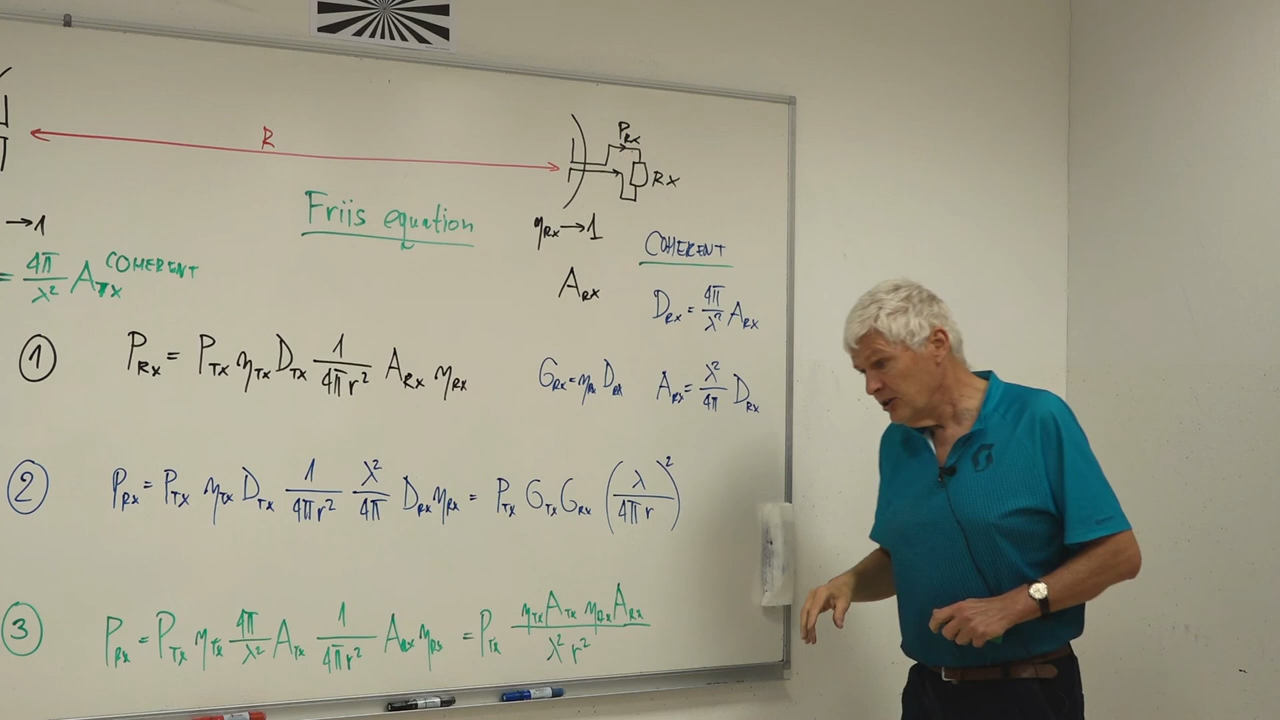 R
P_RX
RX
Friis equation
→1
η_RX→1
COHERENT
= 4π/λ² A_TX COHERENT
A_RX
D_RX = 4π/λ² A_RX
① P_RX = P_TX η_TX D_TX 1/4πr² A_RX η_RX
G_RX = η_RX D_RX
A_RX = λ²/4π D_RX
② P_RX = P_TX η_TX D_TX 1/4πr² λ²/4π D_RX η_RX = P_TX G_TX G_RX (λ/4πr)²
③ P_RX = P_TX η_TX 4π/λ² A_TX 1/4πr² A_RX η_RX = P_TX η_TX A_TX η_RX A_RX/λ² r²